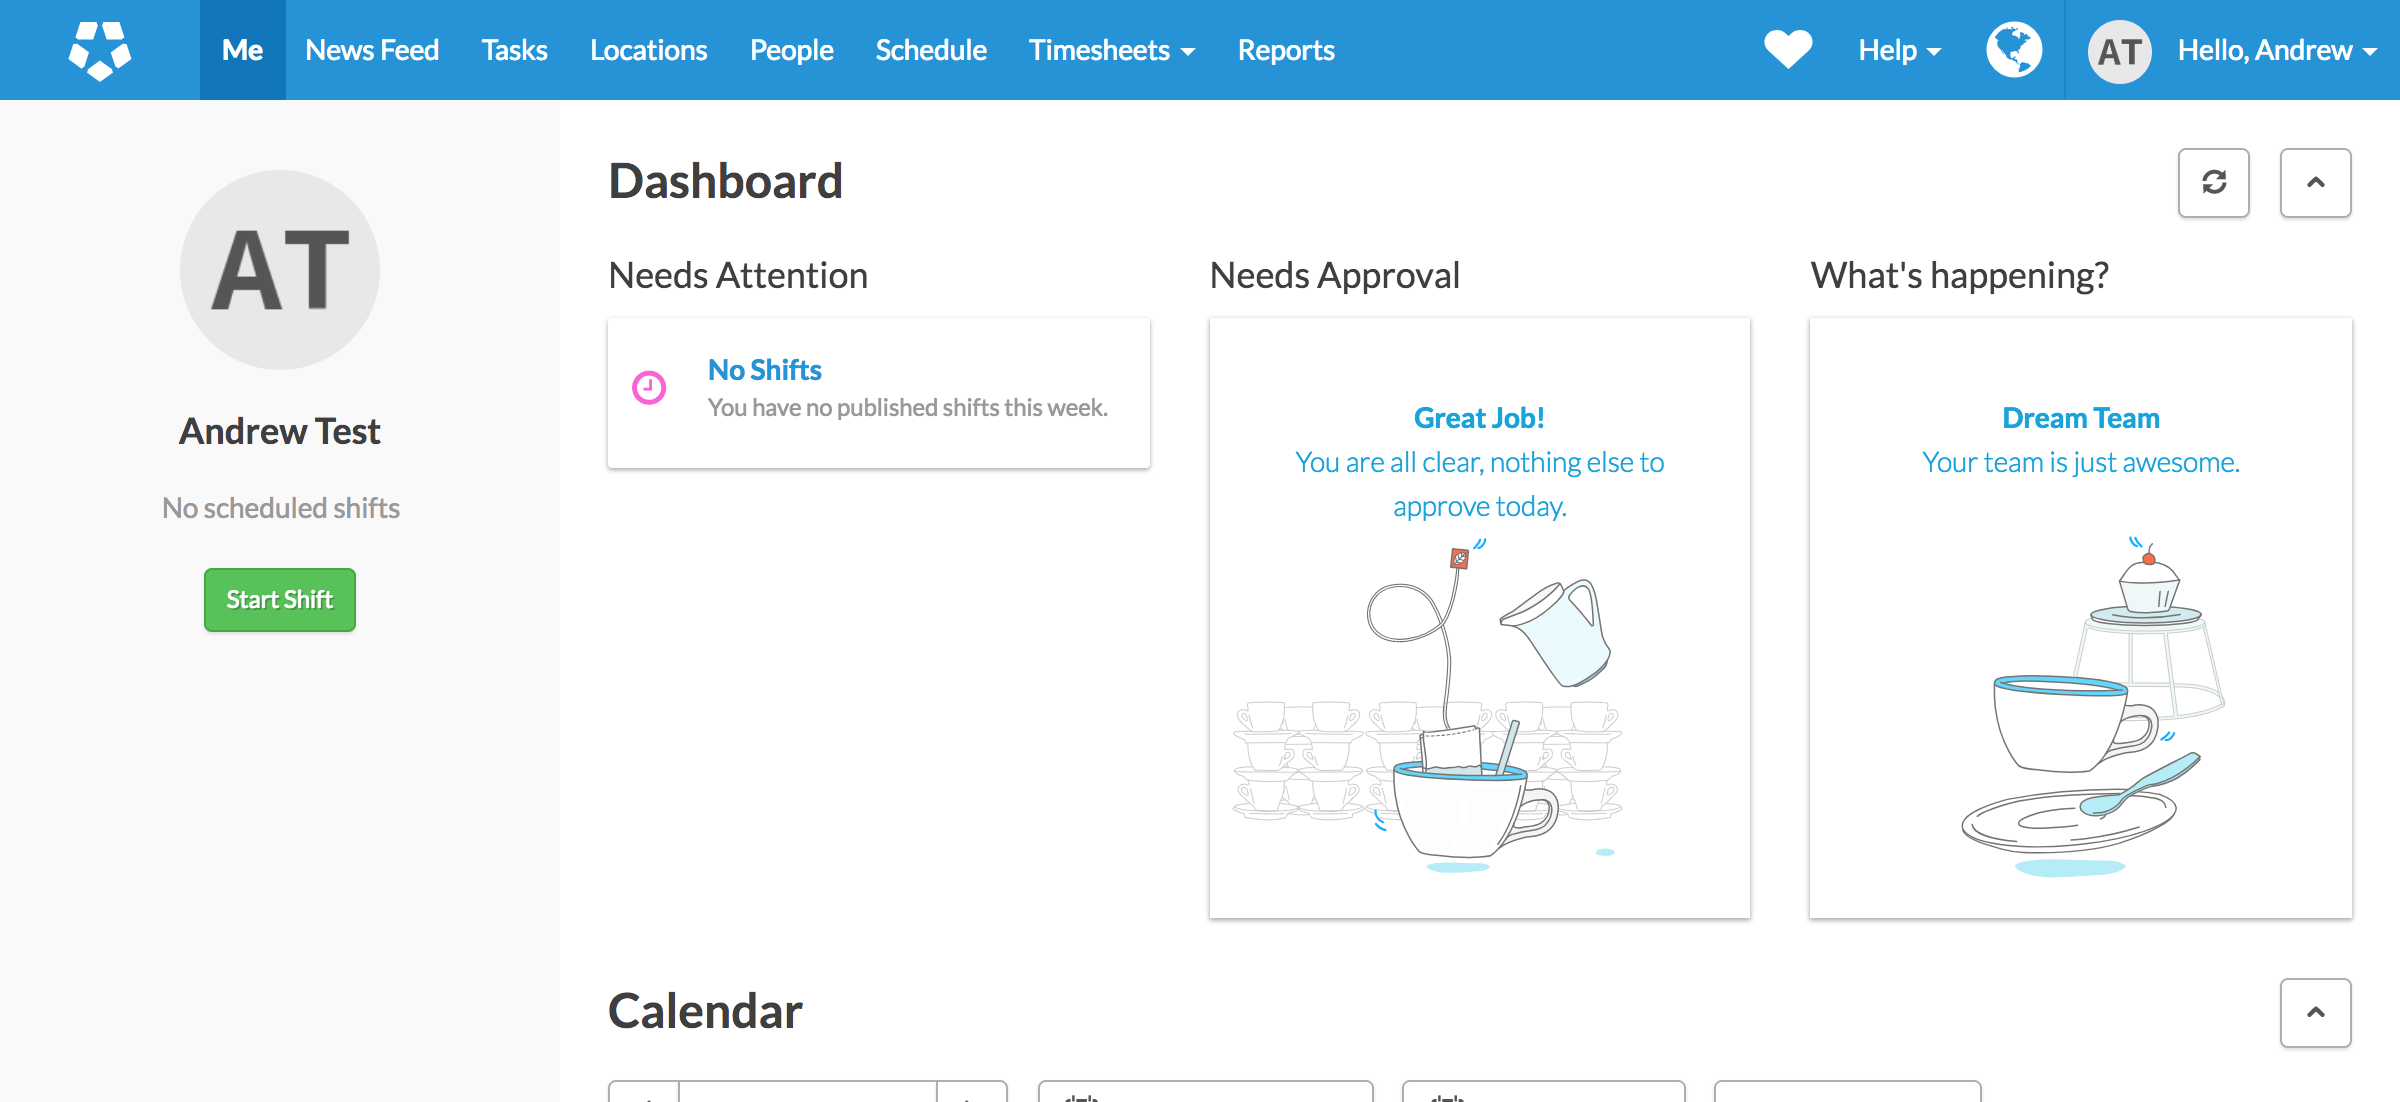 Me News Feed Tasks Locations People Schedule Timesheets Reports Help AT Hello, Andrew
AT
Andrew Test
No scheduled shifts
Start Shift
Dashboard
Needs Attention
No Shifts
You have no published shifts this week.
Needs Approval
Great Job!
You are all clear, nothing else to
approve today.
What's happening?
Dream Team
Your team is just awesome.
Calendar